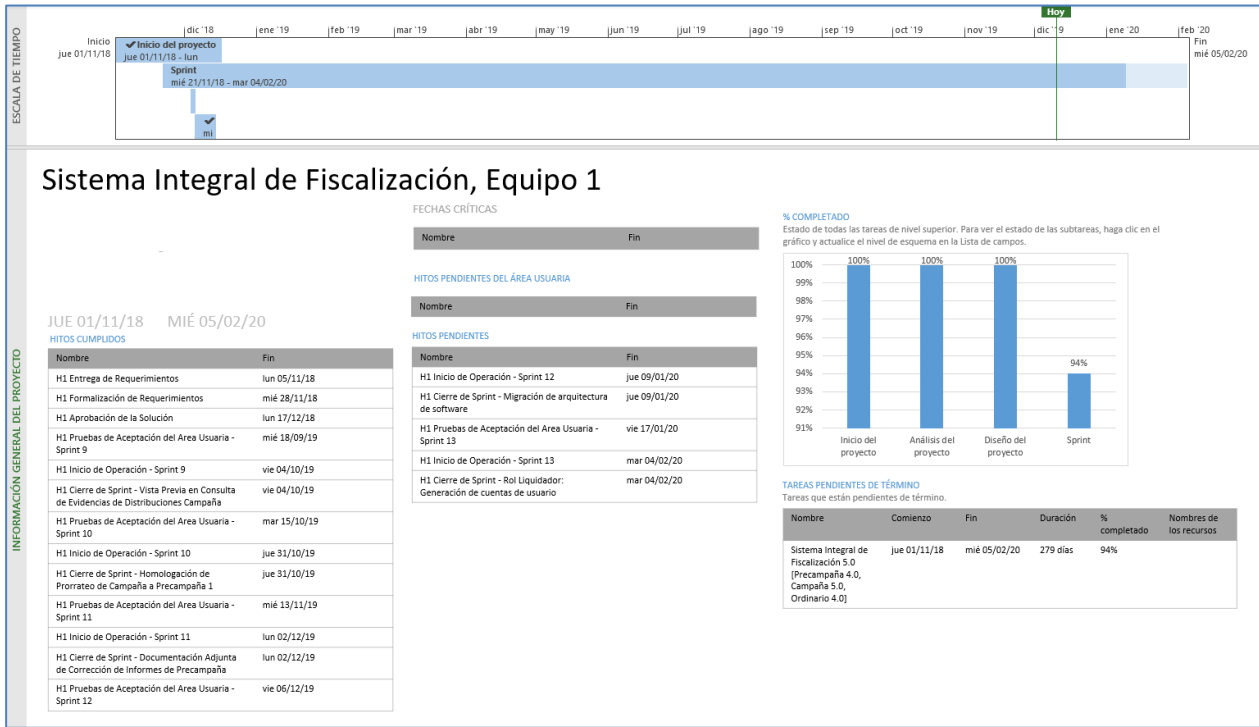 Hoy
dic '18 ene '19 feb '19 mar '19 abr '19 may '19 jun '19 jul '19 ago '19 sep '19 oct '19 nov '19 dic '19 ene '20 feb '20
ESCALA DE TIEMPO
Inicio
jue 01/11/18
✔Inicio del proyecto
jue 01/11/18 - lun
Sprint
mié 21/11/18 - mar 04/02/20
✔
mi
Fin
mié 05/02/20
INFORMACIÓN GENERAL DEL PROYECTO
Sistema Integral de Fiscalización, Equipo 1
JUE 01/11/18 MIÉ 05/02/20
HITOS CUMPLIDOS
Nombre Fin
H1 Entrega de Requerimientos lun 05/11/18
H1 Formalización de Requerimientos mié 28/11/18
H1 Aprobación de la Solución lun 17/12/18
H1 Pruebas de Aceptación del Area Usuaria - mié 18/09/19
Sprint 9
H1 Inicio de Operación - Sprint 9 vie 04/10/19
H1 Cierre de Sprint - Vista Previa en Consulta vie 04/10/19
de Evidencias de Distribuciones Campaña
H1 Pruebas de Aceptación del Area Usuaria - mar 15/10/19
Sprint 10
H1 Inicio de Operación - Sprint 10 jue 31/10/19
H1 Cierre de Sprint - Homologación de jue 31/10/19
Prorrateo de Campaña a Precampaña 1
H1 Pruebas de Aceptación del Area Usuaria - mié 13/11/19
Sprint 11
H1 Inicio de Operación - Sprint 11 lun 02/12/19
H1 Cierre de Sprint - Documentación Adjunta lun 02/12/19
de Corrección de Informes de Precampaña
H1 Pruebas de Aceptación del Area Usuaria - vie 06/12/19
Sprint 12
FECHAS CRÍTICAS
Nombre Fin
HITOS PENDIENTES DEL ÁREA USUARIA
Nombre Fin
HITOS PENDIENTES
Nombre Fin
H1 Inicio de Operación - Sprint 12 jue 09/01/20
H1 Cierre de Sprint - Migración de arquitectura jue 09/01/20
de software
H1 Pruebas de Aceptación del Area Usuaria - vie 17/01/20
Sprint 13
H1 Inicio de Operación - Sprint 13 mar 04/02/20
H1 Cierre de Sprint - Rol Liquidador: mar 04/02/20
Generación de cuentas de usuario
% COMPLETADO
Estado de todas las tareas de nivel superior. Para ver el estado de las subtareas, haga clic en el
gráfico y actualice el nivel de esquema en la Lista de campos.
100% 100% 100% 100%
99%
98%
97%
96%
95%
94% 94%
93%
92%
91%
Inicio del Análisis del Diseño del Sprint
proyecto proyecto proyecto
TAREAS PENDIENTES DE TÉRMINO
Tareas que están pendientes de término.
Nombre Comienzo Fin Duración % Nombres de
completado los recursos
Sistema Integral de jue 01/11/18 mié 05/02/20 279 días 94%
Fiscalización 5.0
[Precampaña 4.0,
Campaña 5.0,
Ordinario 4.0]